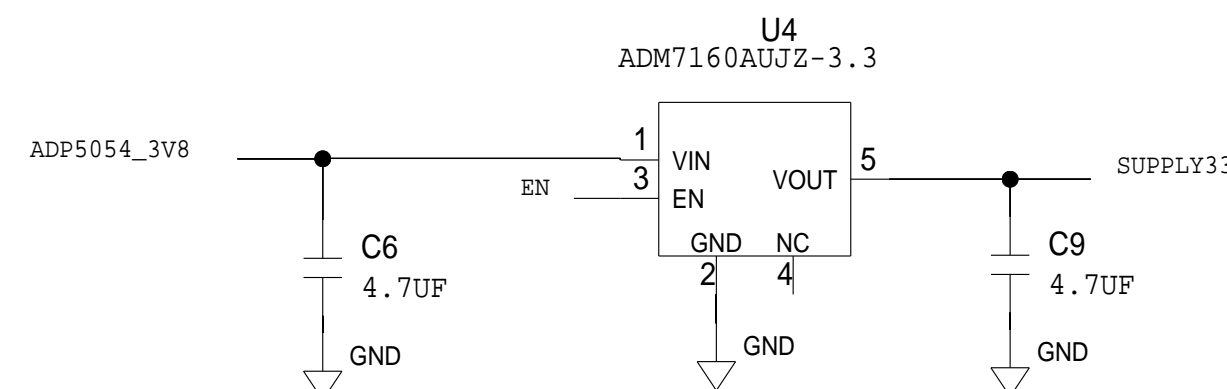 U4
ADM7160AUJZ-3.3
ADP5054_3V8
1
VIN
5
SUPPLY33
VOUT
EN
3
EN
GND
NC
2
4
C6
4.7UF
C9
4.7UF
GND
GND
GND